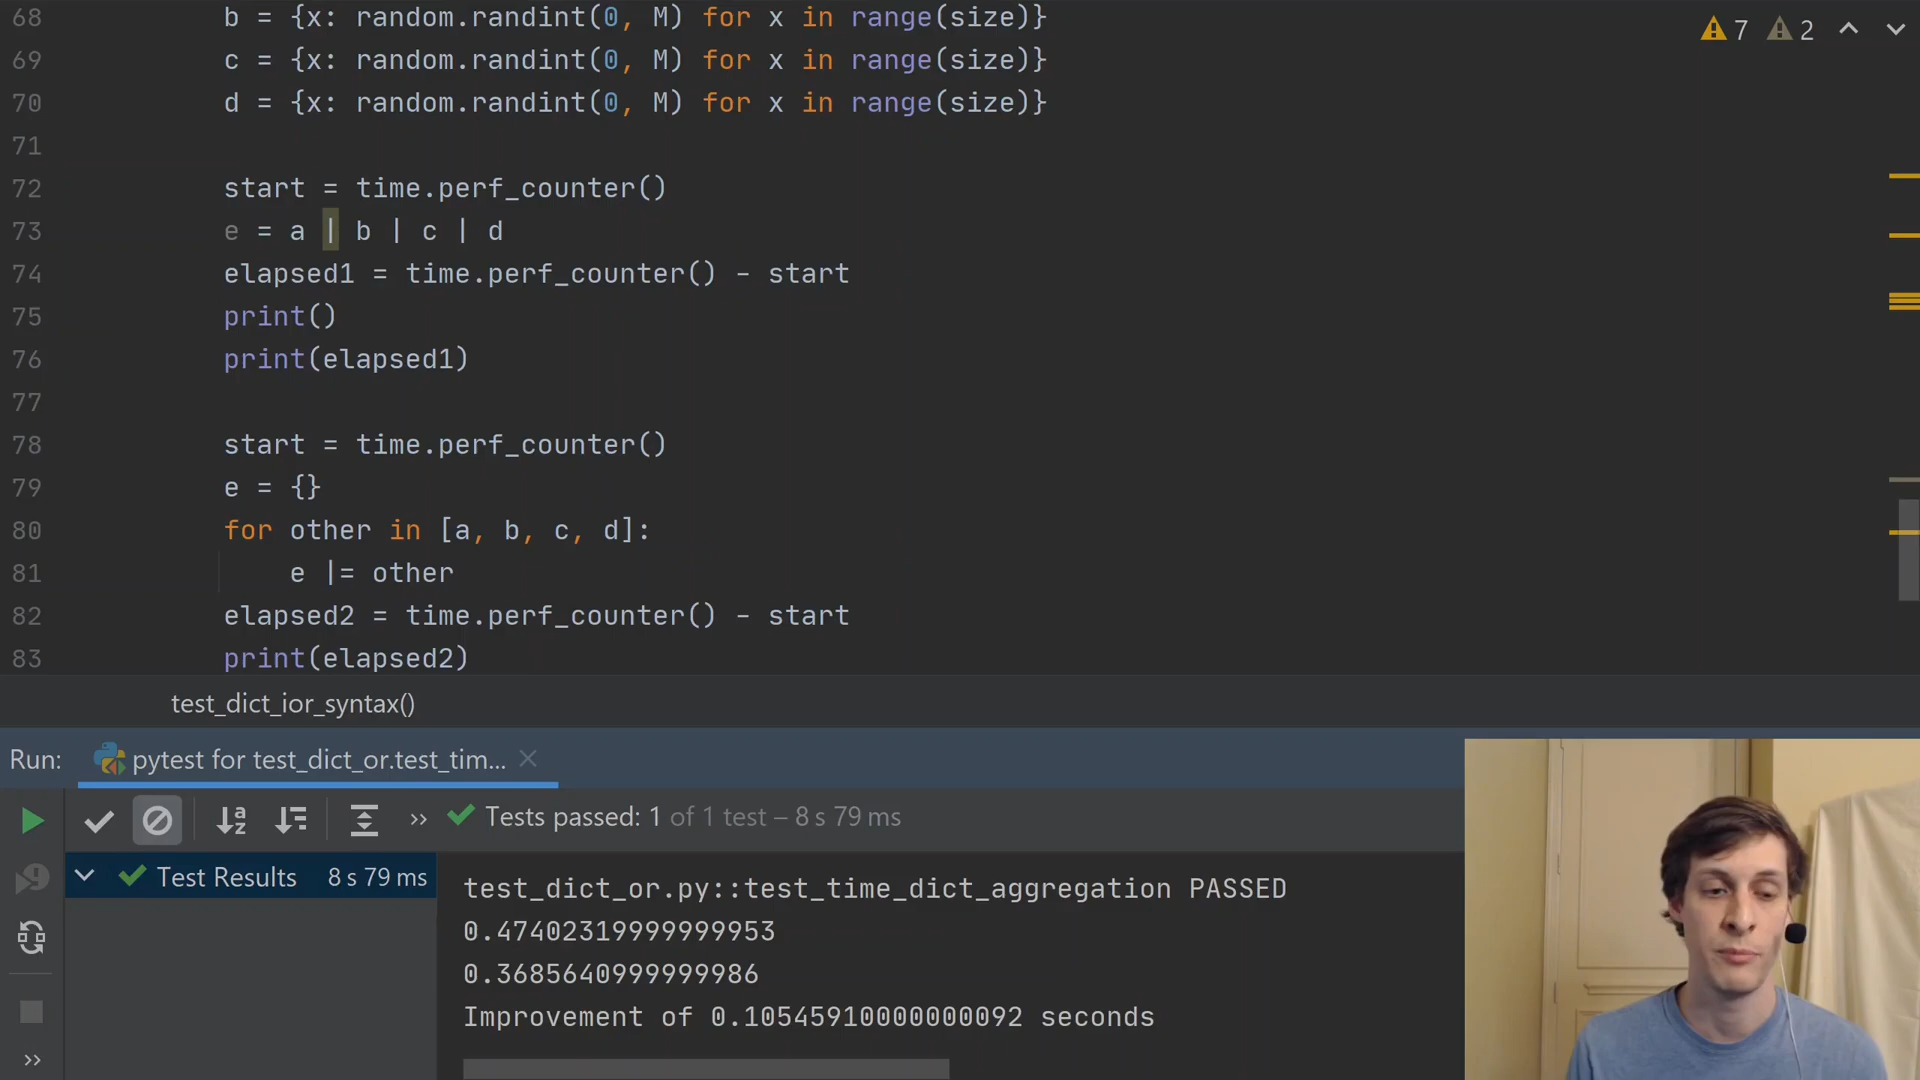 68 b = {x: random.randint(0, M) for x in range(size)}
7 2
69 c = {x: random.randint(0, M) for x in range(size)}
70 d = {x: random.randint(0, M) for x in range(size)}
71
72 start = time.perf_counter()
73 e = a | b | c | d
74 elapsed1 = time.perf_counter() - start
75 print()
76 print(elapsed1)
77
78 start = time.perf_counter()
79 e = {}
80 for other in [a, b, c, d]:
81 e |= other
82 elapsed2 = time.perf_counter() - start
83 print(elapsed2)
test_dict_ior_syntax()
Run: pytest for test_dict_or.test_tim...
Tests passed: 1 of 1 test – 8 s 79 ms
Test Results 8 s 79 ms
test_dict_or.py::test_time_dict_aggregation PASSED
0.47402319999999953
0.3685640999999986
Improvement of 0.10545910000000092 seconds